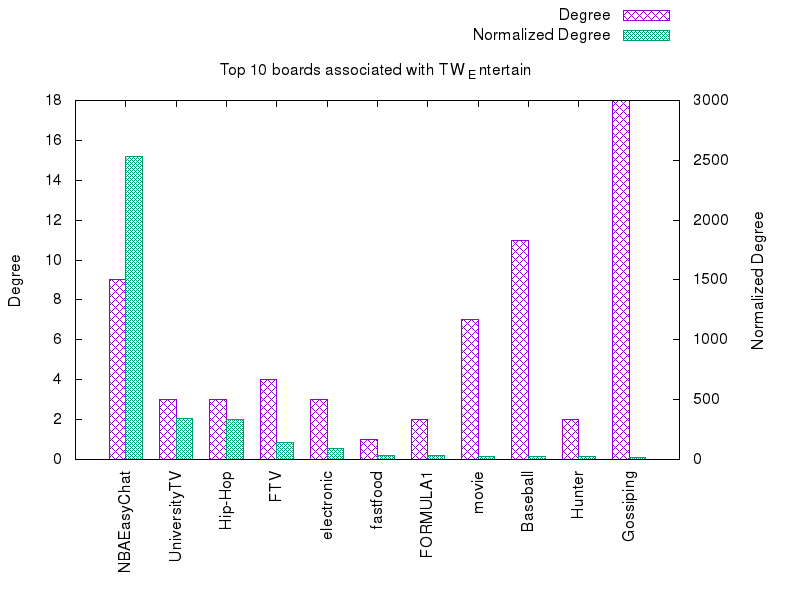 Degree
Normalized Degree
Top 10 boards associated with TW E ntertain
18
16
14
12
10
8
6
4
2
0
3000
2500
2000
1500
1000
500
0
Degree
Normalized Degree
NBAEasyChat
UniversityTV
Hip-Hop
FTV
electronic
fastfood
FORMULA1
movie
Baseball
Hunter
Gossiping